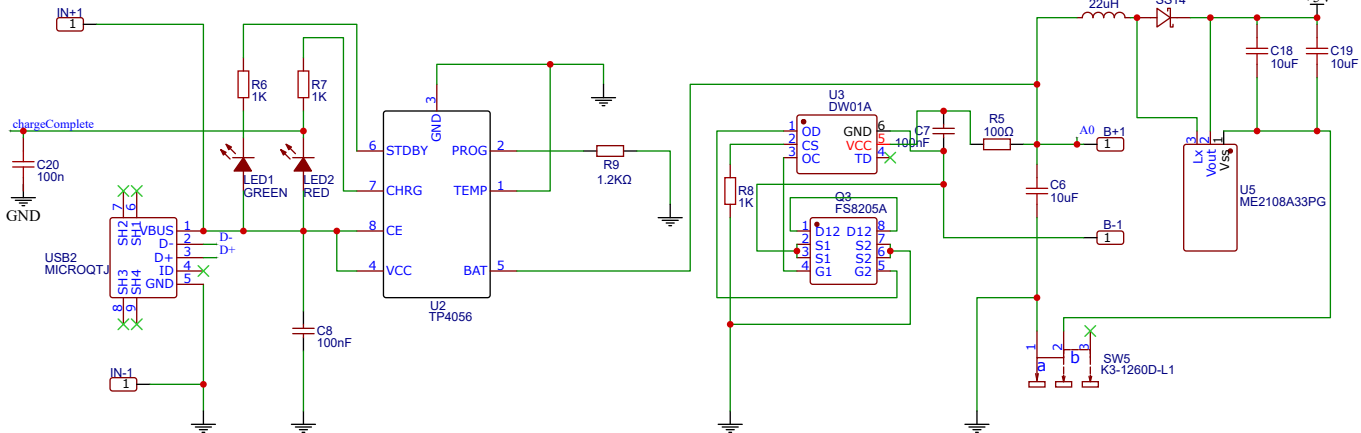 IN+1
1
22uH
SS14
R6
1K
R7
1K
3
GND
U3
DW01A
C18
10uF
C19
10uF
chargeComplete
C20
100n
GND
LED1
GREEN
LED2
RED
6
STDBY
PROG
2
7
CHRG
TEMP
1
8
CE
4
VCC
BAT
5
U2
TP4056
R9
1.2KΩ
1
OD
GND
6
2
CS
VCC
5
3
OC
TD
4
C7
100nF
R5
100Ω
A0
B+1
1
3
2
1
Lx
Vout
Vss
U5
ME2108A33PG
R8
1K
C6
10uF
Q3
FS8205A
1
D12
D12
8
2
S1
S2
7
3
S1
S2
6
4
G1
G2
5
B-1
1
7
6
SH2
SH1
VBUS
1
D-
2
D-
D+
3
D+
ID
4
GND
5
SH3
SH4
8
9
USB2
MICROQTJ
C8
100nF
IN-1
1
1
2
3
a
b
SW5
K3-1260D-L1